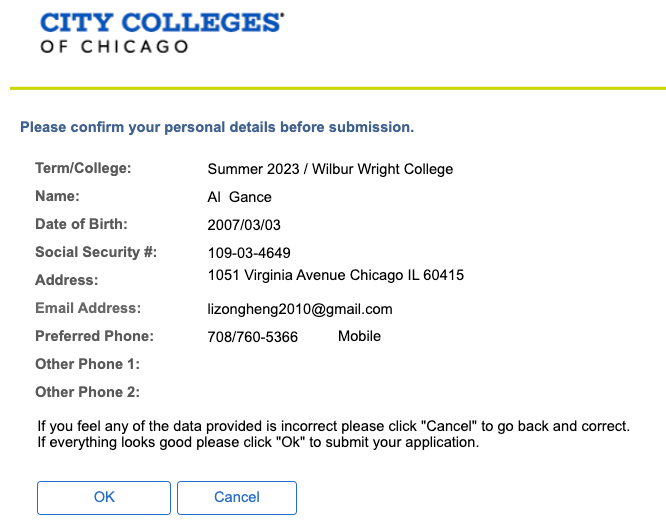 CITY COLLEGES
OF CHICAGO
Please confirm your personal details before submission.
Term/College: Summer 2023 / Wilbur Wright College
Name: Al Gance
Date of Birth: 2007/03/03
Social Security #: 109-03-4649
Address: 1051 Virginia Avenue Chicago IL 60415
Email Address: lizongheng2010@gmail.com
Preferred Phone: 708/760-5366 Mobile
Other Phone 1:
Other Phone 2:
If you feel any of the data provided is incorrect please click "Cancel" to go back and correct.
If everything looks good please click "Ok" to submit your application.
OK Cancel